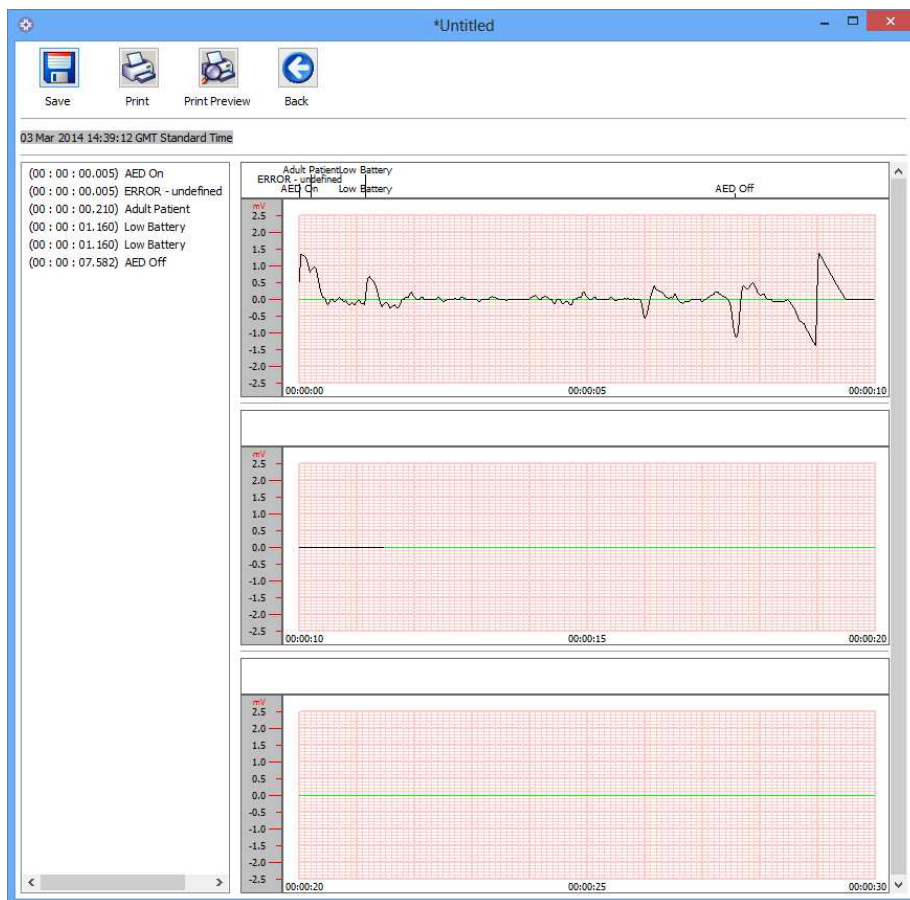 *Untitled
Save Print Print Preview Back
03 Mar 2014 14:39:12 GMT Standard Time
(00 : 00 : 00.005) AED On
(00 : 00 : 00.005) ERROR - undefined
(00 : 00 : 00.210) Adult Patient
(00 : 00 : 01.160) Low Battery
(00 : 00 : 01.160) Low Battery
(00 : 00 : 07.582) AED Off
Adult Patient Low Battery
ERROR - undefined
AED On Low Battery AED Off
mV
2.5
2.0
1.5
1.0
0.5
0.0
-0.5
-1.0
-1.5
-2.0
-2.5
00:00:00 00:00:05 00:00:10
mV
2.5
2.0
1.5
1.0
0.5
0.0
-0.5
-1.0
-1.5
-2.0
-2.5
00:00:10 00:00:15 00:00:20
mV
2.5
2.0
1.5
1.0
0.5
0.0
-0.5
-1.0
-1.5
-2.0
-2.5
00:00:20 00:00:25 00:00:30